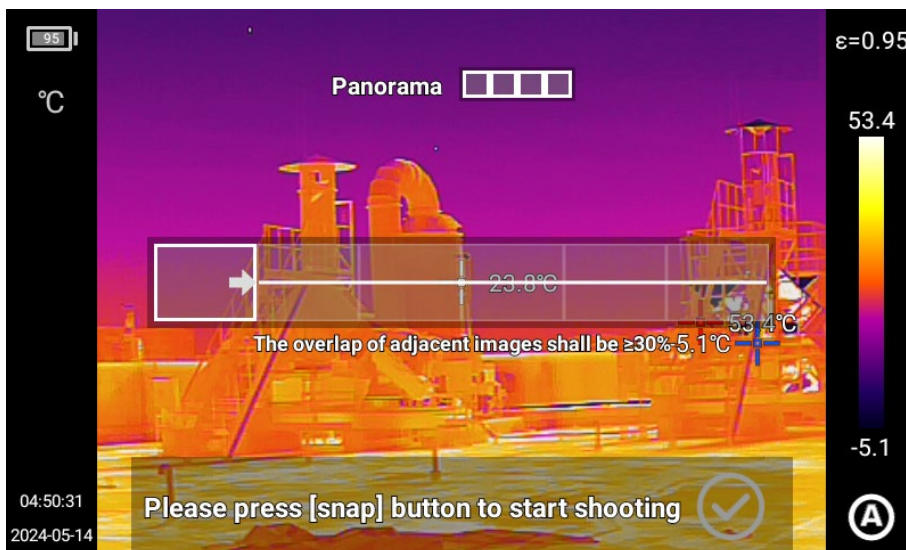 95
ε=0.95
℃
Panorama
53.4
23.8℃
53.4℃
The overlap of adjacent images shall be ≥30%
-5.1℃
-5.1
Please press [snap] button to start shooting
04:50:31
2024-05-14
A